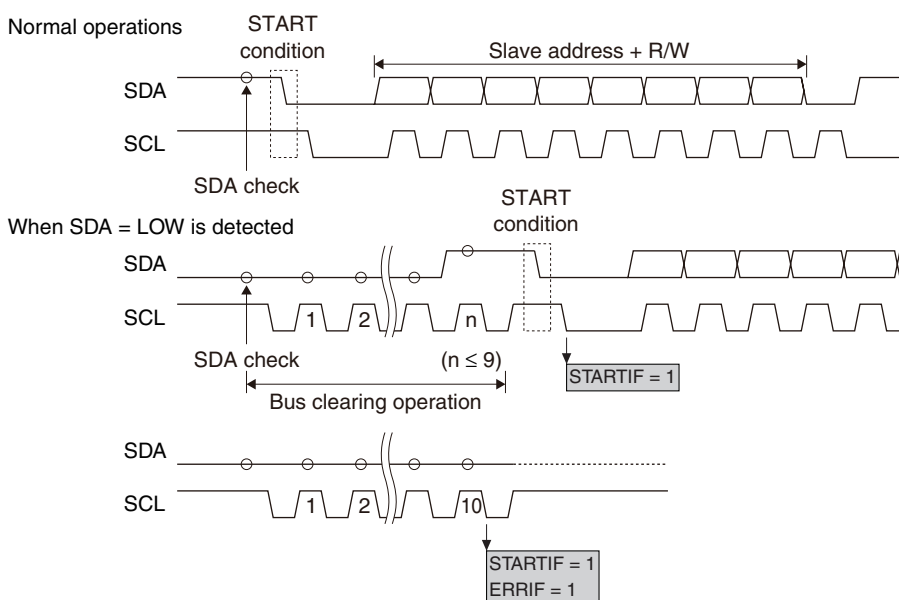 Normal operations
START
condition
Slave address + R/W
SDA
SCL
SDA check
START
condition
When SDA = LOW is detected
SDA
SCL
1
2
n
SDA check
(n ≤ 9)
STARTIF = 1
Bus clearing operation
SDA
SCL
1
2
10
STARTIF = 1
ERRIF = 1